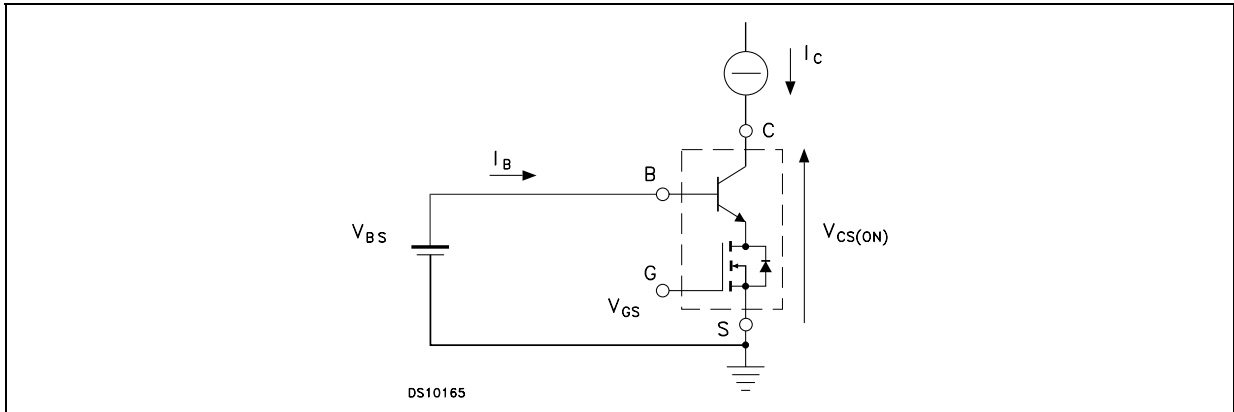 I_C
C
I_B
B
V_BS
V_CS(ON)
G
V_GS
S
DS10165